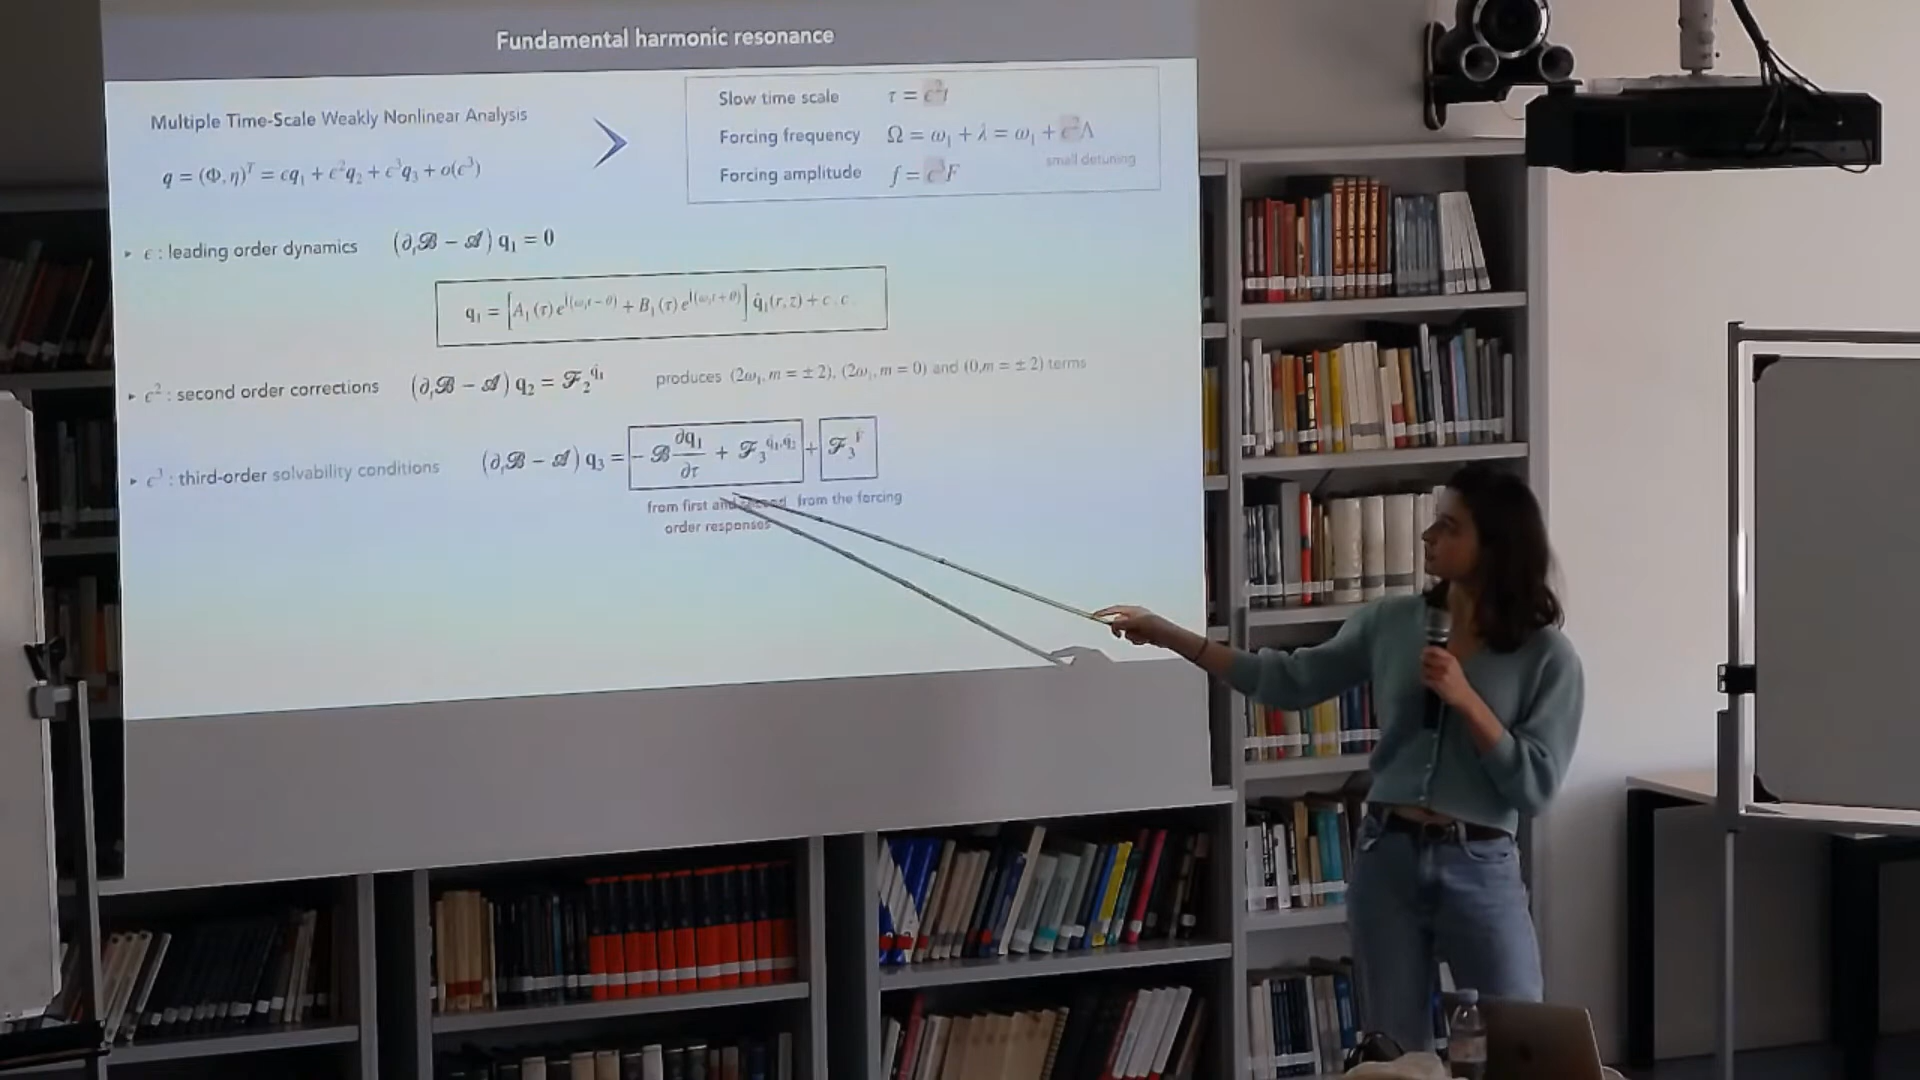 Fundamental harmonic resonance
Multiple Time-Scale Weakly Nonlinear Analysis
q = (Φ, η)ᵀ = ϵq₁ + ϵ²q₂ + ϵ³q₃ + o(ϵ³)
Slow time scale τ = ϵ²t
Forcing frequency Ω = ω₁ + λ = ω₁ + ϵ²Λ
small detuning
Forcing amplitude f = ϵ³F
▸ ϵ : leading order dynamics (∂ₜℬ − 𝒜) q₁ = 0
q₁ = [A₁(τ) e^{i(ω₁t−θ)} + B₁(τ) e^{i(ω₁t+θ)}] q̂₁(r, z) + c.c.
▸ ϵ² : second order corrections (∂ₜℬ − 𝒜) q₂ = ℱ₂^{q̂₁} produces (2ω₁, m = ± 2), (2ω₁, m = 0) and (0,m = ± 2) terms
▸ ϵ³ : third-order solvability conditions (∂ₜℬ − 𝒜) q₃ = −ℬ ∂q₁/∂τ + ℱ₃^{q̂₁,q̂₂} + ℱ₃^{F}
from first and second from the forcing
order responses